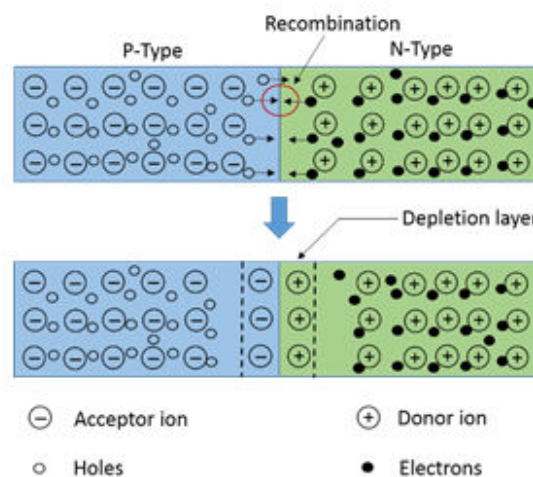 Recombination
P-Type
N-Type
Depletion layer
Acceptor ion
Donor ion
Holes
Electrons